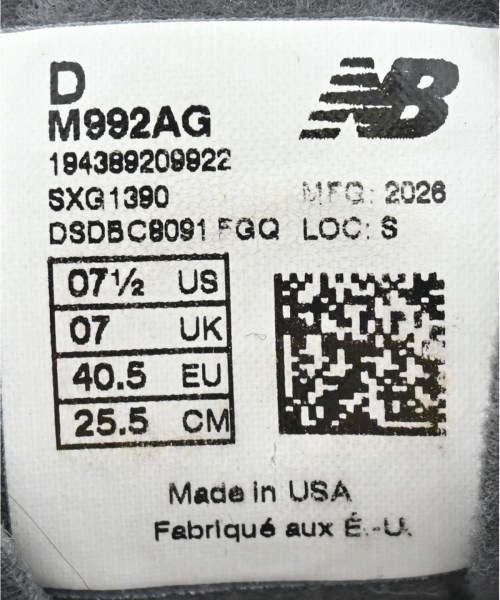 D
NB
M992AG
194389209922
SXG1390 MFG: 2026
DSDBC8091 FGQ LOC: S
07½ US
07 UK
40.5 EU
25.5 CM
Made in USA
Fabriqué aux É.-U.